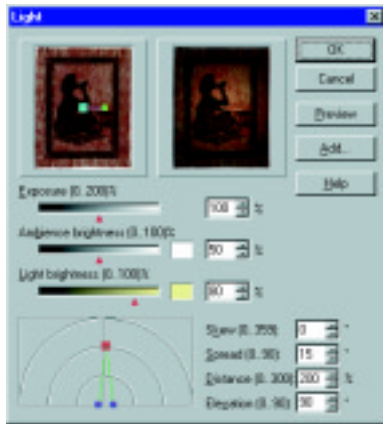 Light
OK
Cancel
Preview
Add...
Help
Exposure (0..200)%
100 %
Ambience brightness (0..100)%
50 %
Light brightness (0..100)%
80 %
Skew (0..359): 0 °
Spread (0..90): 15 °
Distance (0..300): 200 %
Elevation (0..90): 90 °